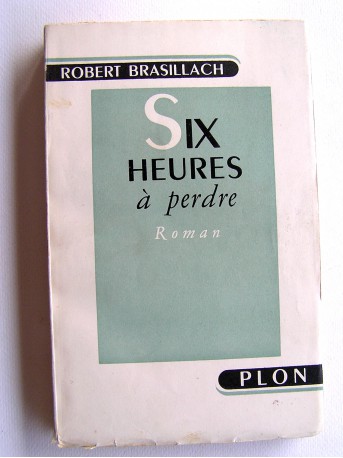 ROBERT BRASILLACH
SIX
HEURES
à perdre
Roman
PLON